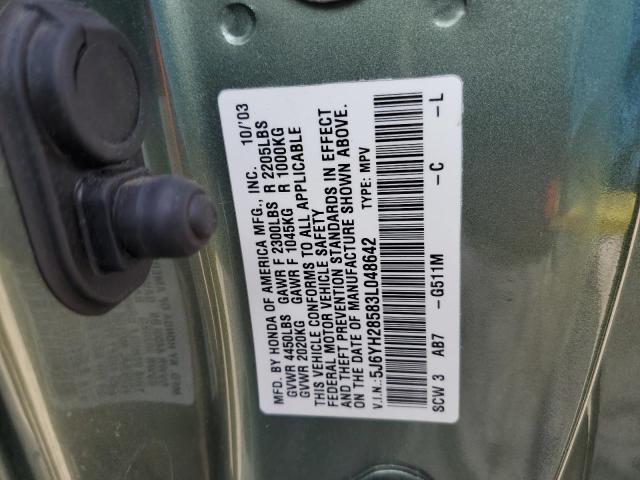 MFD. BY HONDA OF AMERICA MFG., INC. 10/'03
GVWR 4450LBS GAWR F 2300LBS R 2205LBS
GVWR 2020KG GAWR F 1045KG R 1000KG
THIS VEHICLE CONFORMS TO ALL APPLICABLE
FEDERAL MOTOR VEHICLE SAFETY
AND THEFT PREVENTION STANDARDS IN EFFECT
ON THE DATE OF MANUFACTURE SHOWN ABOVE.
V.I.N.: 5J6YH28583L048642 TYPE: MPV
SCW 3 AB7 -G511M -C -L